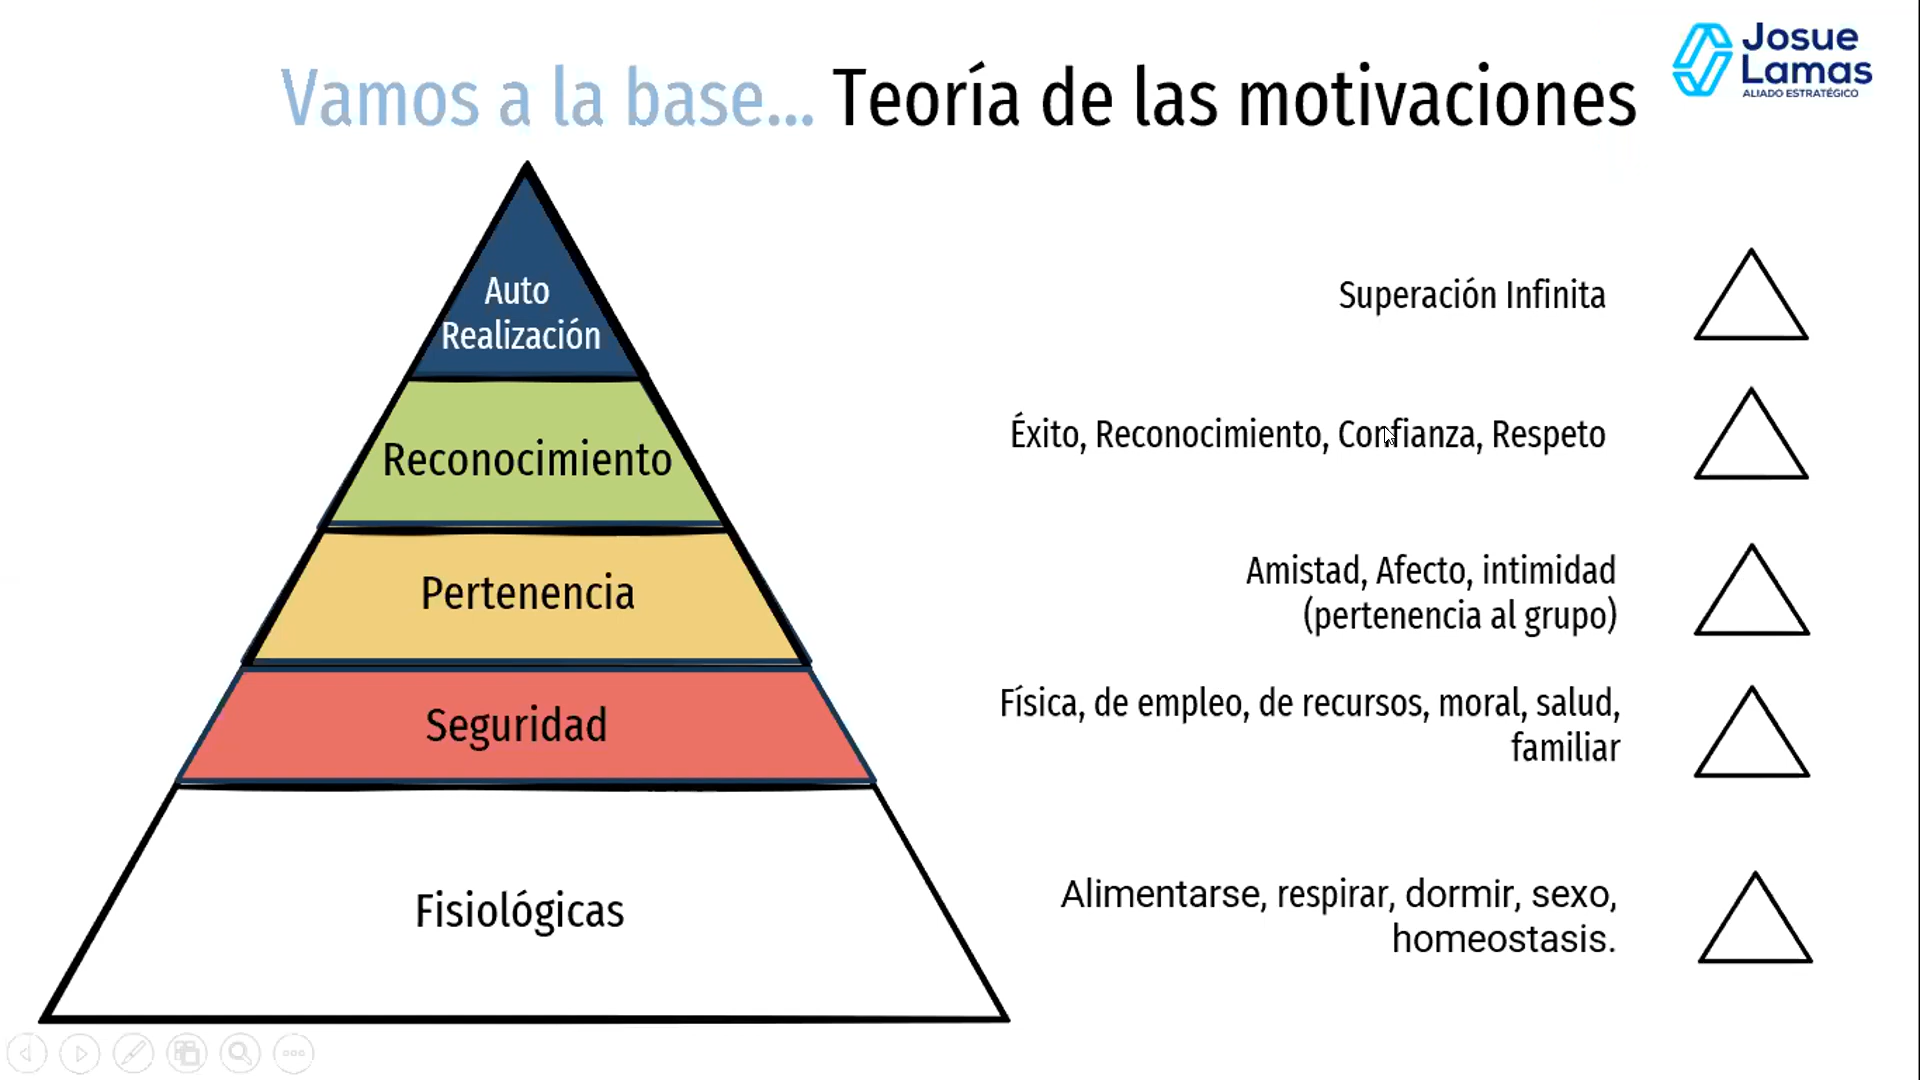 Josue
Lamas
ALIADO ESTRATÉGICO
Vamos a la base... Teoría de las motivaciones
Auto
Realización
Superación Infinita
Reconocimiento
Éxito, Reconocimiento, Confianza, Respeto
Pertenencia
Amistad, Afecto, intimidad
(pertenencia al grupo)
Seguridad
Física, de empleo, de recursos, moral, salud,
familiar
Fisiológicas
Alimentarse, respirar, dormir, sexo,
homeostasis.